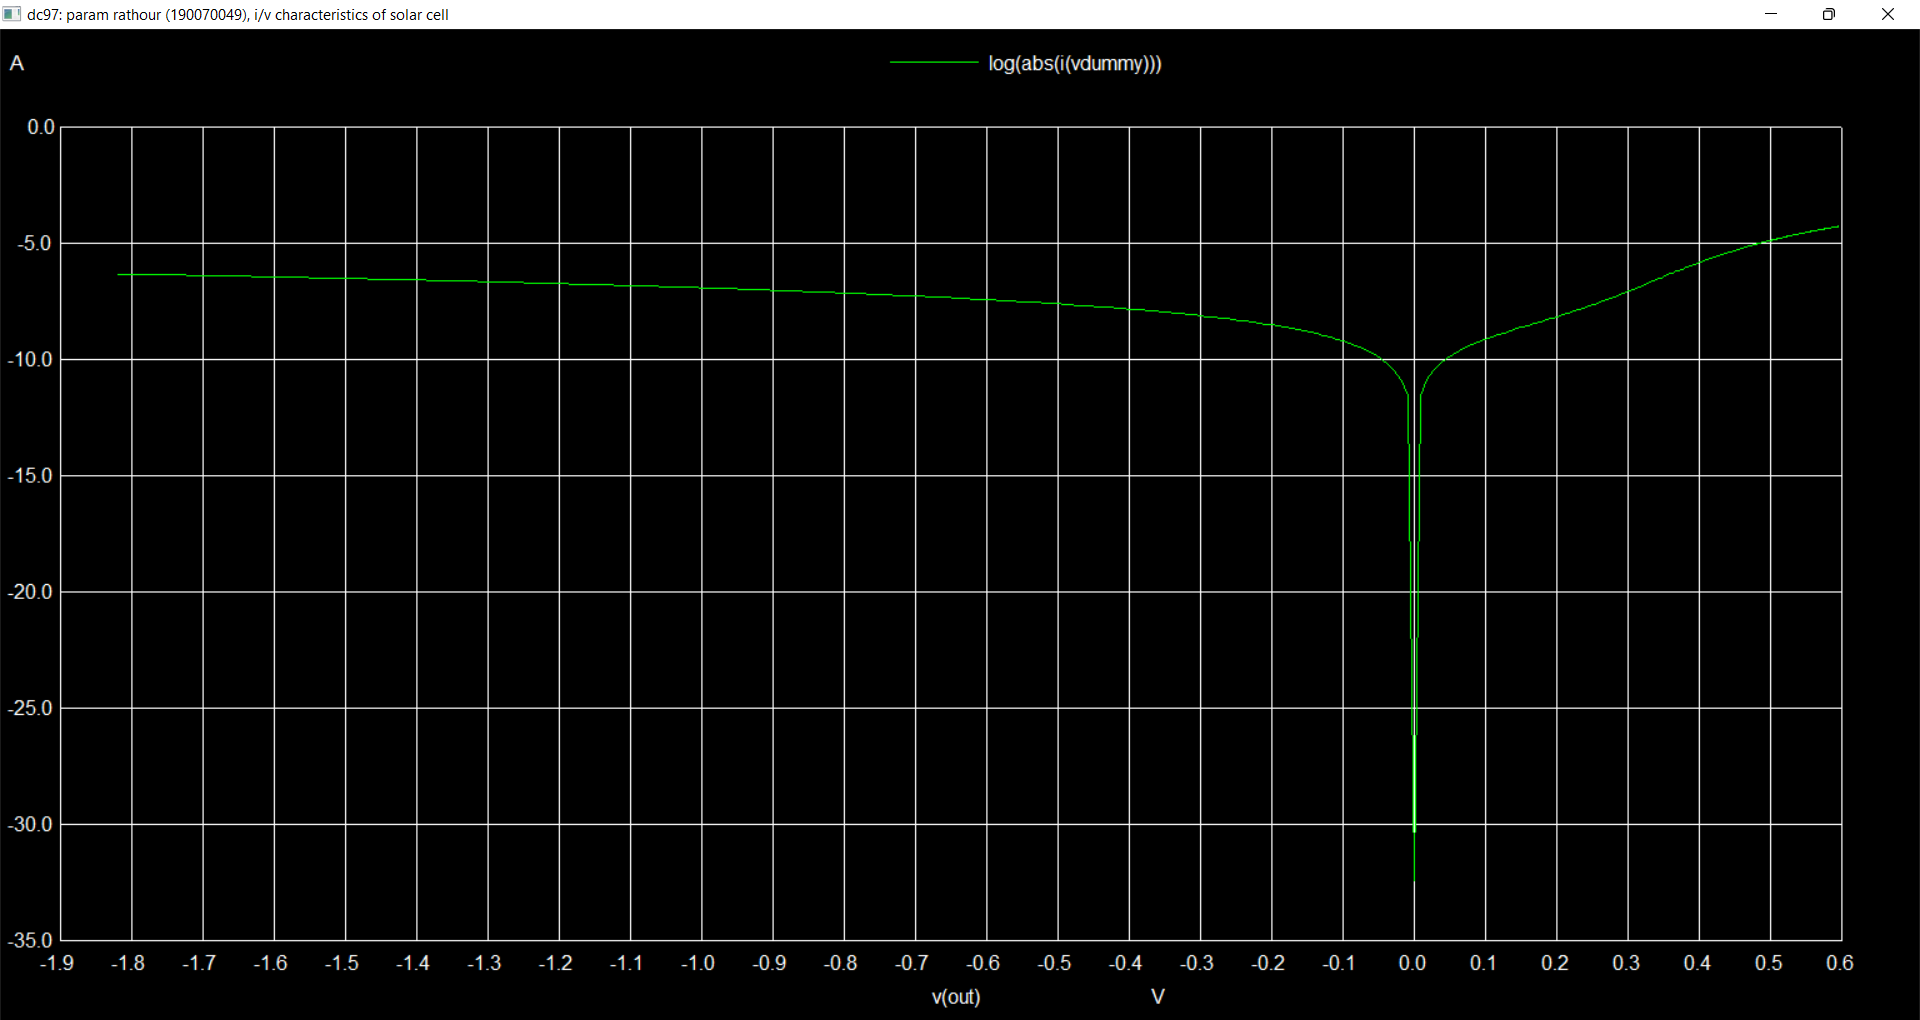 dc97: param rathour (190070049), i/v characteristics of solar cell
A
log(abs(i(vdummy)))
0.0
-5.0
-10.0
-15.0
-20.0
-25.0
-30.0
-35.0
-1.9 -1.8 -1.7 -1.6 -1.5 -1.4 -1.3 -1.2 -1.1 -1.0 -0.9 -0.8 -0.7 -0.6 -0.5 -0.4 -0.3 -0.2 -0.1 0.0 0.1 0.2 0.3 0.4 0.5 0.6
v(out) V